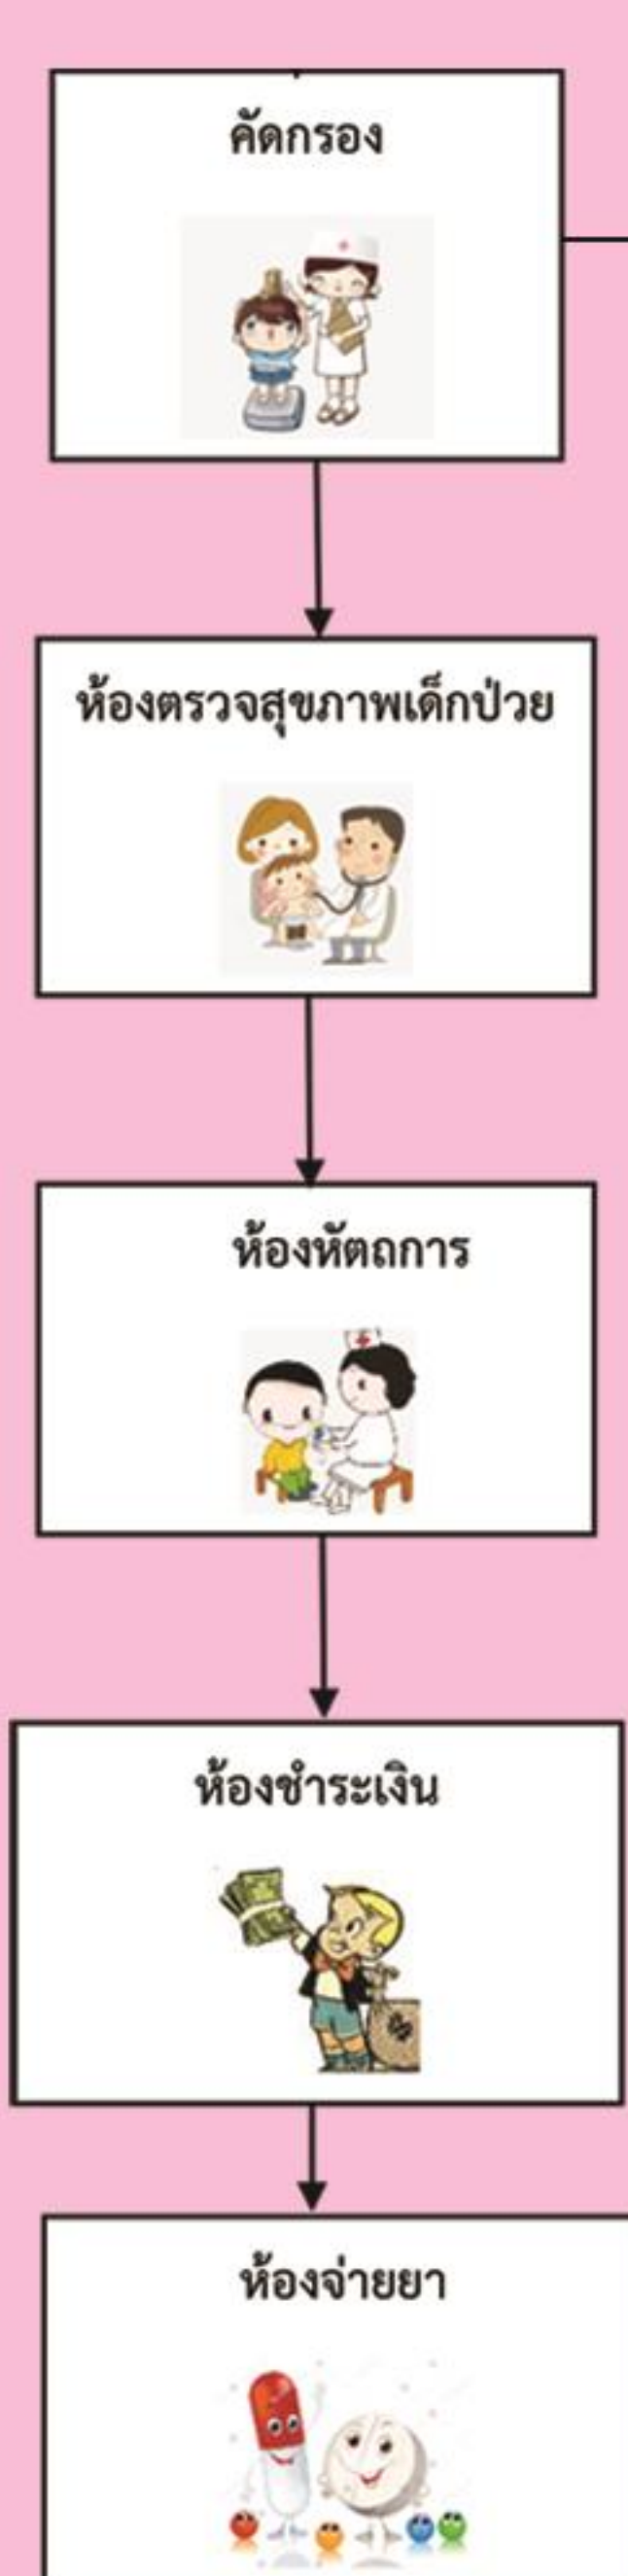 คัดกรอง
ห้องตรวจสุขภาพเด็กป่วย
ห้องหัตถการ
ห้องชำระเงิน
ห้องจ่ายยา